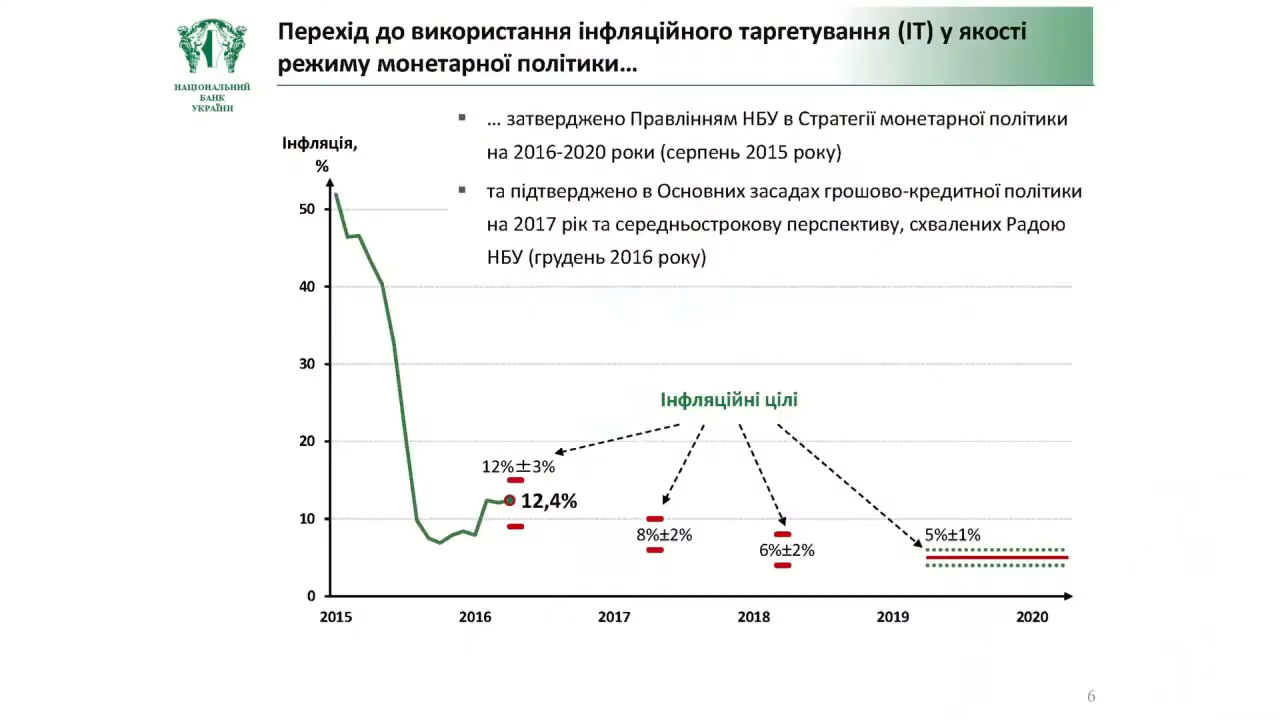 Перехід до використання інфляційного таргетування (ІТ) у якості
режиму монетарної політики…
НАЦІОНАЛЬНИЙ
БАНК
УКРАЇНИ
▪ … затверджено Правлінням НБУ в Стратегії монетарної політики
на 2016-2020 роки (серпень 2015 року)
▪ та підтверджено в Основних засадах грошово-кредитної політики
на 2017 рік та середньострокову перспективу, схвалених Радою
НБУ (грудень 2016 року)
Інфляція,
%
50
40
30
20
10
0
Інфляційні цілі
12%±3%
12,4%
8%±2%
6%±2%
5%±1%
2015
2016
2017
2018
2019
2020
6